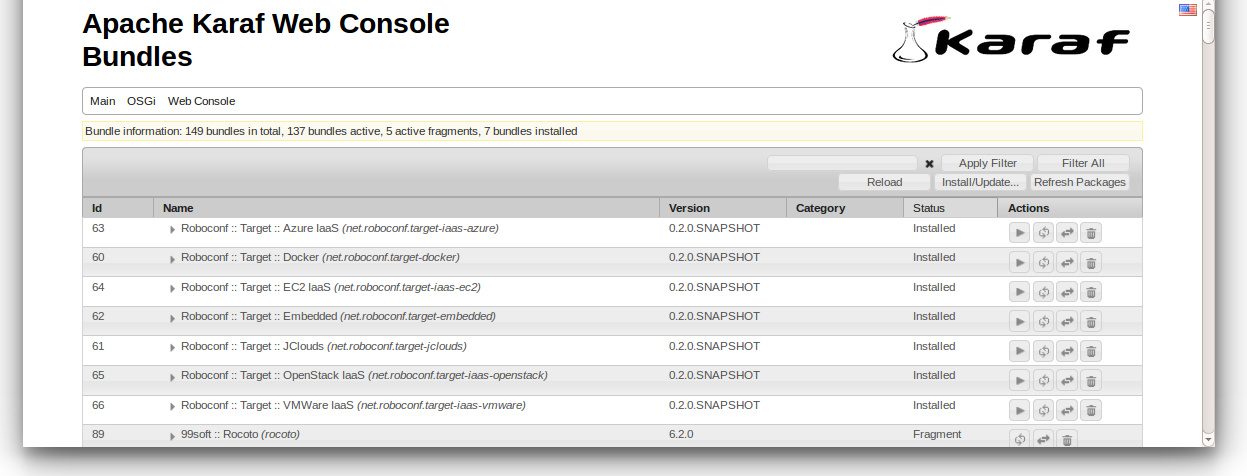 Apache Karaf Web Console
Bundles
Karaf
Main OSGi Web Console
Bundle information: 149 bundles in total, 137 bundles active, 5 active fragments, 7 bundles installed
Apply Filter Filter All
Reload Install/Update... Refresh Packages
Id Name Version Category Status Actions
63 Roboconf :: Target :: Azure IaaS (net.roboconf.target-iaas-azure) 0.2.0.SNAPSHOT Installed
60 Roboconf :: Target :: Docker (net.roboconf.target-docker) 0.2.0.SNAPSHOT Installed
64 Roboconf :: Target :: EC2 IaaS (net.roboconf.target-iaas-ec2) 0.2.0.SNAPSHOT Installed
62 Roboconf :: Target :: Embedded (net.roboconf.target-embedded) 0.2.0.SNAPSHOT Installed
61 Roboconf :: Target :: JClouds (net.roboconf.target-jclouds) 0.2.0.SNAPSHOT Installed
65 Roboconf :: Target :: OpenStack IaaS (net.roboconf.target-iaas-openstack) 0.2.0.SNAPSHOT Installed
66 Roboconf :: Target :: VMWare IaaS (net.roboconf.target-iaas-vmware) 0.2.0.SNAPSHOT Installed
89 99soft :: Rocoto (rocoto) 6.2.0 Fragment